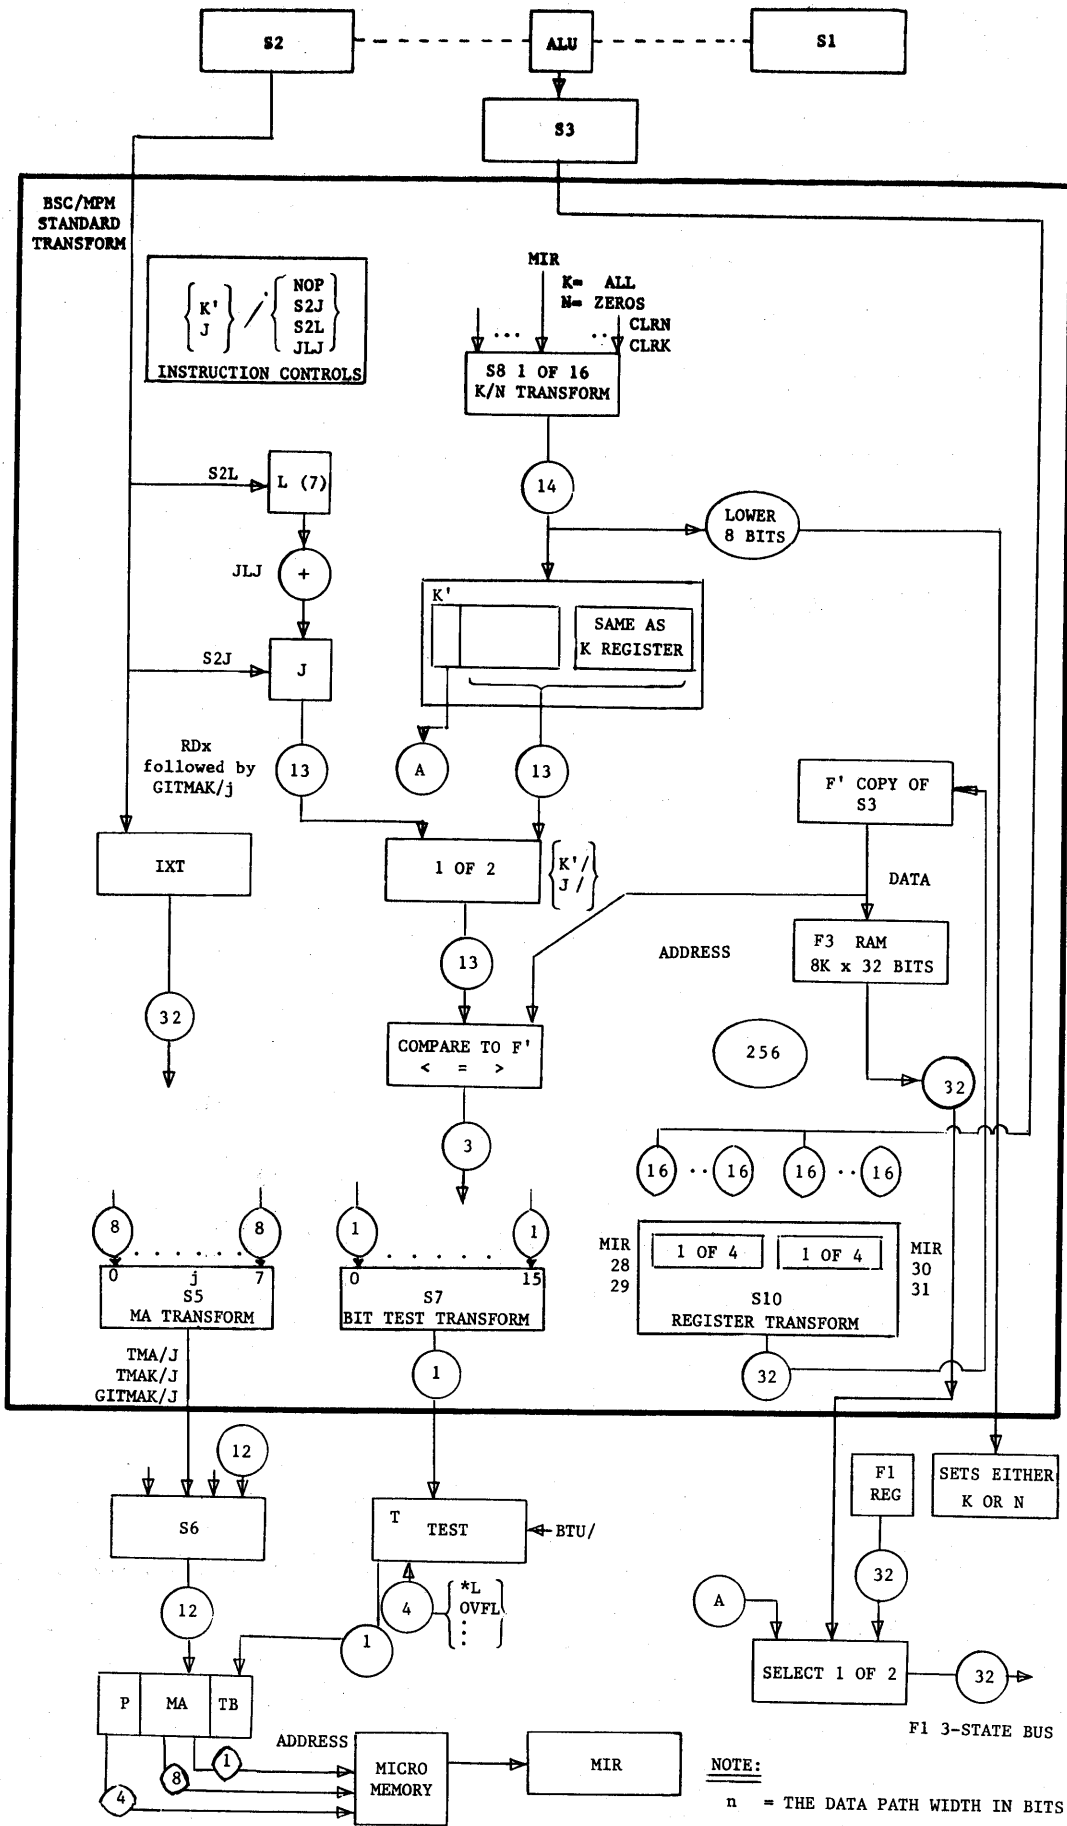 S2
ALU
S1
S3
BSC/MPM
STANDARD
TRANSFORM
K'
J
/
NOP
S2J
S2L
JLJ
INSTRUCTION CONTROLS
MIR
K= ALL
N= ZEROS
CLRN
CLRK
S8 1 OF 16
K/N TRANSFORM
14
S2L
L (7)
LOWER
8 BITS
JLJ
+
K'
SAME AS
K REGISTER
S2J
J
RDx
followed by
GITMAK/j
13
A
13
F' COPY OF
S3
IXT
1 OF 2
K'/
J /
DATA
F3 RAM
8K x 32 BITS
ADDRESS
13
32
COMPARE TO F'
< = >
256
32
3
16 .. 16
16 .. 16
8
8
0 j 7
S5
MA TRANSFORM
1
1
0 15
S7
BIT TEST TRANSFORM
MIR
28
29
1 OF 4
1 OF 4
MIR
30
31
S10
REGISTER TRANSFORM
TMA/J
TMAK/J
GITMAK/J
1
32
12
S6
T TEST
BTU/
F1
REG
SETS EITHER
K OR N
12
4
*L
OVFL
:
1
A
32
P MA TB
SELECT 1 OF 2
32
F1 3-STATE BUS
ADDRESS
1
8
4
MICRO
MEMORY
MIR
NOTE:
n = THE DATA PATH WIDTH IN BITS